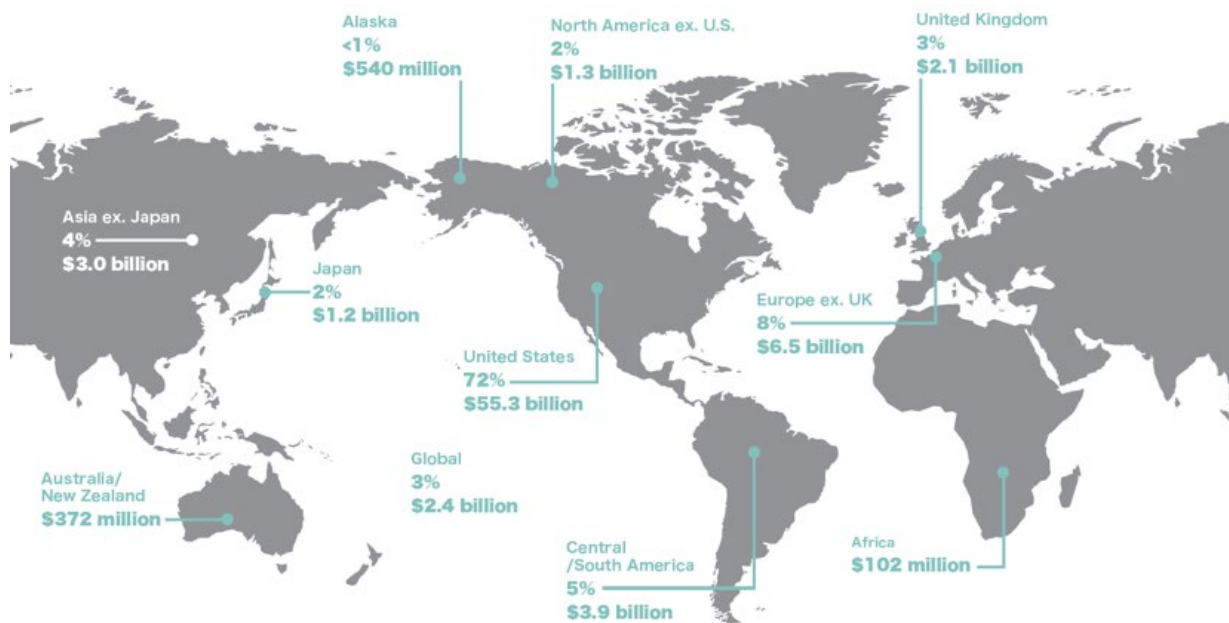 Alaska
<1%
$540 million
North America ex. U.S.
2%
$1.3 billion
United Kingdom
3%
$2.1 billion
Asia ex. Japan
4%
$3.0 billion
Japan
2%
$1.2 billion
Europe ex. UK
8%
$6.5 billion
United States
72%
$55.3 billion
Global
3%
$2.4 billion
Australia/
New Zealand
$372 million
Central
/South America
5%
$3.9 billion
Africa
$102 million